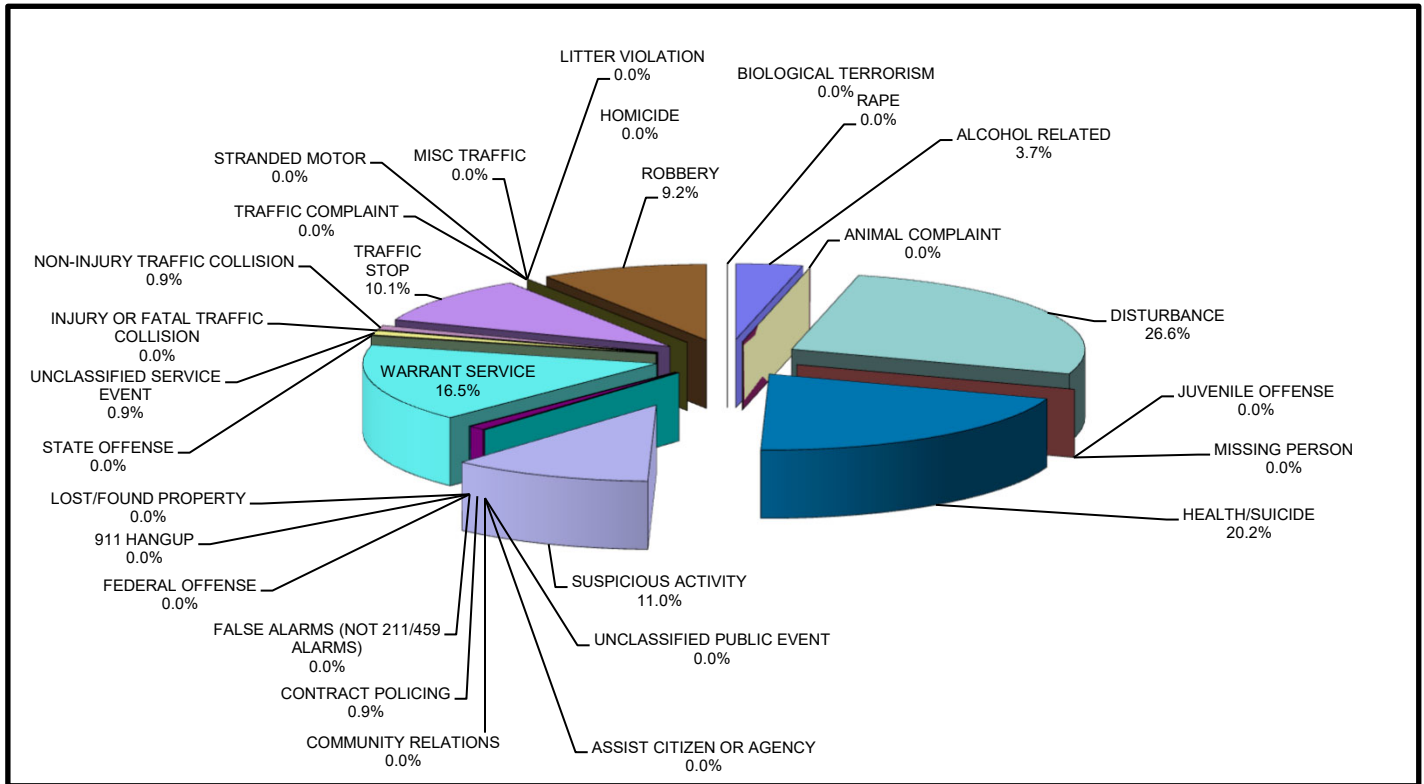 LITTER VIOLATION
0.0%
BIOLOGICAL TERRORISM
0.0%
RAPE
0.0%
HOMICIDE
0.0%
ALCOHOL RELATED
3.7%
STRANDED MOTOR
0.0%
MISC TRAFFIC
0.0%
ROBBERY
9.2%
TRAFFIC COMPLAINT
0.0%
ANIMAL COMPLAINT
0.0%
NON-INJURY TRAFFIC COLLISION
0.9%
TRAFFIC
STOP
10.1%
DISTURBANCE
26.6%
INJURY OR FATAL TRAFFIC
COLLISION
0.0%
UNCLASSIFIED SERVICE
EVENT
0.9%
WARRANT SERVICE
16.5%
JUVENILE OFFENSE
0.0%
STATE OFFENSE
0.0%
MISSING PERSON
0.0%
LOST/FOUND PROPERTY
0.0%
HEALTH/SUICIDE
20.2%
911 HANGUP
0.0%
FEDERAL OFFENSE
0.0%
SUSPICIOUS ACTIVITY
11.0%
FALSE ALARMS (NOT 211/459
ALARMS)
0.0%
UNCLASSIFIED PUBLIC EVENT
0.0%
CONTRACT POLICING
0.9%
COMMUNITY RELATIONS
0.0%
ASSIST CITIZEN OR AGENCY
0.0%